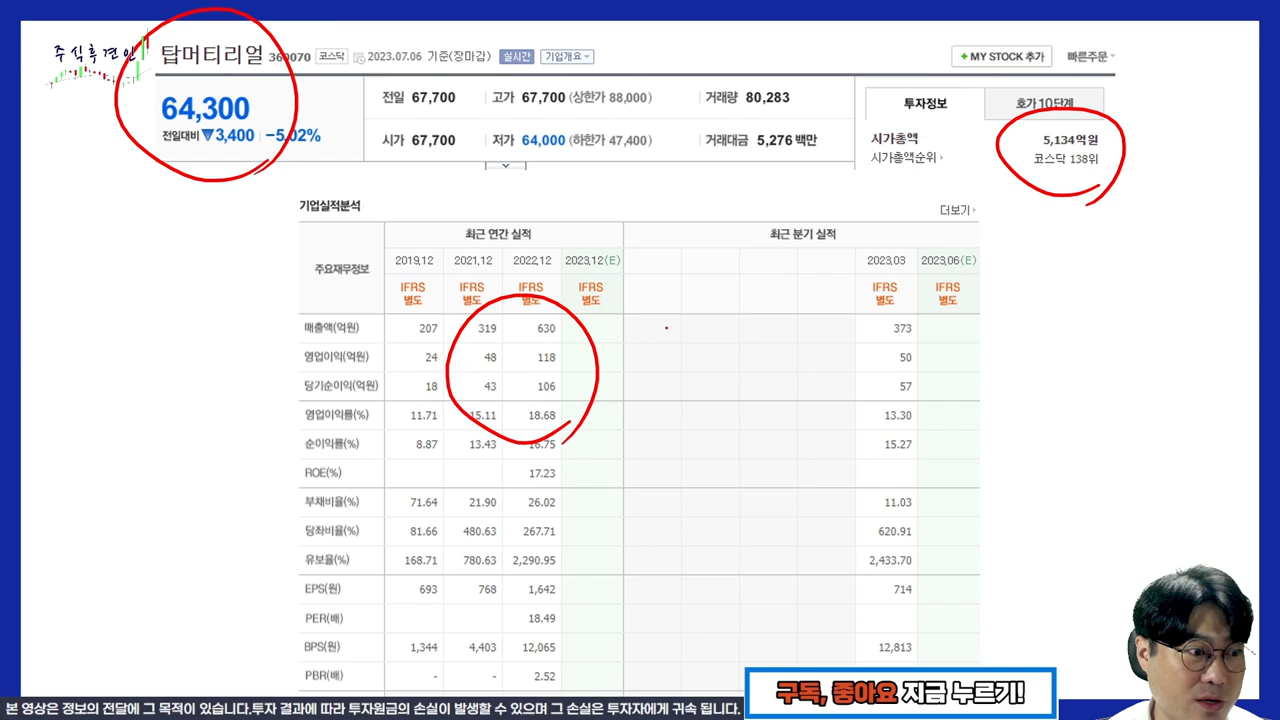 주식후견인
탑머티리얼 360070 코스닥 2023.07.06 기준(장마감) 실시간 기업개요
+ MY STOCK 추가 빠른주문
64,300
전일대비 ▼3,400 -5.02%
전일 67,700 고가 67,700 (상한가 88,000) 거래량 80,283
시가 67,700 저가 64,000 (하한가 47,400) 거래대금 5,276 백만
투자정보 호가 10단계
시가총액 5,134억원
시가총액순위 코스닥 138위
기업실적분석 더보기
주요재무정보 최근 연간 실적 최근 분기 실적
2019.12 2021.12 2022.12 2023.12(E) 2023.03 2023.06(E)
IFRS IFRS IFRS IFRS IFRS IFRS
별도 별도 별도 별도 별도 별도
매출액(억원) 207 319 630 373
영업이익(억원) 24 48 118 50
당기순이익(억원) 18 43 106 57
영업이익률(%) 11.71 15.11 18.68 13.30
순이익률(%) 8.87 13.43 16.75 15.27
ROE(%) 17.23
부채비율(%) 71.64 21.90 26.02 11.03
당좌비율(%) 81.66 480.63 267.71 620.91
유보율(%) 168.71 780.63 2,290.95 2,433.70
EPS(원) 693 768 1,642 714
PER(배) 18.49
BPS(원) 1,344 4,403 12,065 12,813
PBR(배) - - 2.52
구독, 좋아요 지금 누르기!
본 영상은 정보의 전달에 그 목적이 있습니다.투자 결과에 따라 투자원금의 손실이 발생할 수 있으며 그 손실은 투자자에게 귀속 됩니다.